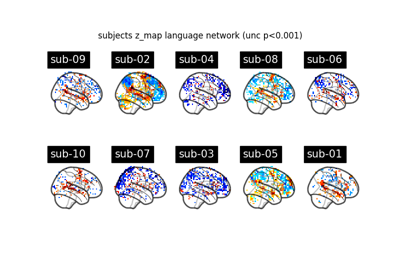 subjects z_map language network (unc p<0.001)
sub-09
sub-02
sub-04
sub-08
sub-06
sub-10
sub-07
sub-03
sub-05
sub-01